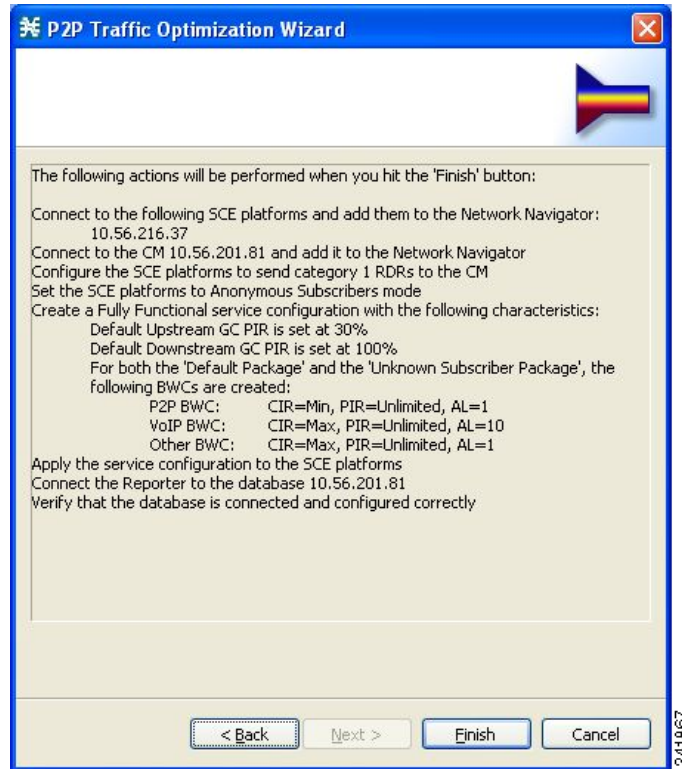 P2P Traffic Optimization Wizard
The following actions will be performed when you hit the 'Finish' button:
Connect to the following SCE platforms and add them to the Network Navigator:
10.56.216.37
Connect to the CM 10.56.201.81 and add it to the Network Navigator
Configure the SCE platforms to send category 1 RDRs to the CM
Set the SCE platforms to Anonymous Subscribers mode
Create a Fully Functional service configuration with the following characteristics:
Default Upstream GC PIR is set at 30%
Default Downstream GC PIR is set at 100%
For both the 'Default Package' and the 'Unknown Subscriber Package', the
following BWCs are created:
P2P BWC: CIR=Min, PIR=Unlimited, AL=1
VoIP BWC: CIR=Max, PIR=Unlimited, AL=10
Other BWC: CIR=Max, PIR=Unlimited, AL=1
Apply the service configuration to the SCE platforms
Connect the Reporter to the database 10.56.201.81
Verify that the database is connected and configured correctly
< Back Next > Finish Cancel
341967